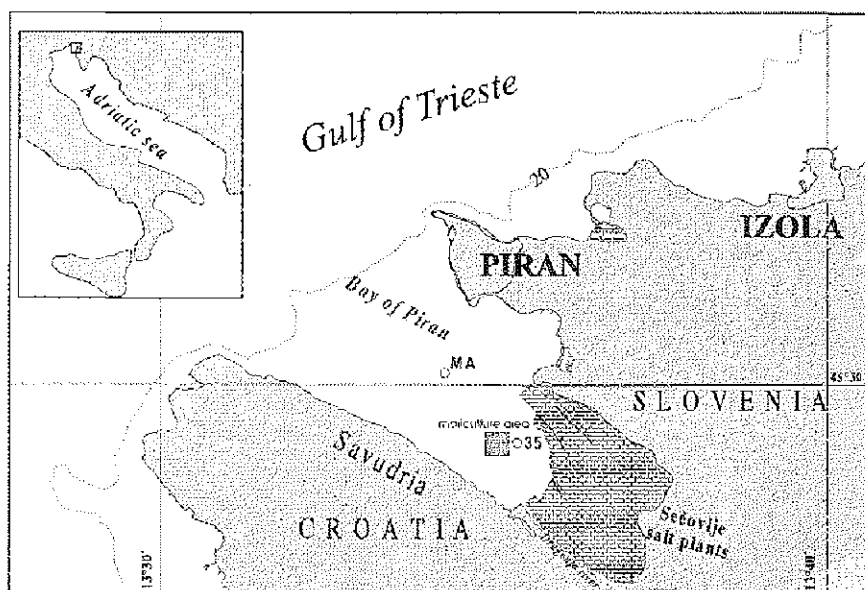 Adriatic sea
Gulf of Trieste
20
IZOLA
PIRAN
Bay of Piran
MA
45°30
SLOVENIA
mariculture area
35
Savudria
CROATIA
Sečovlje
salt plants
13°30'
13°40'